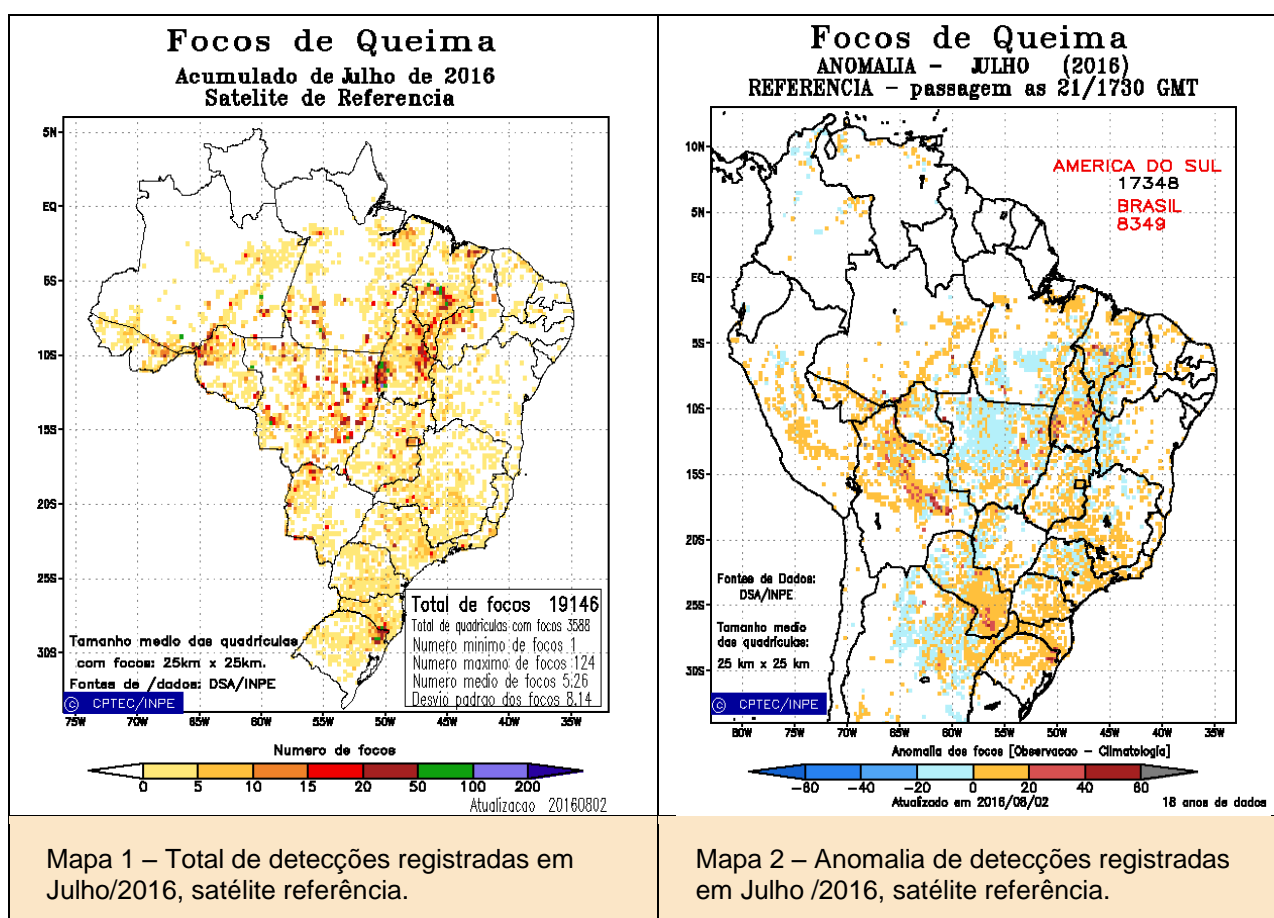 Focos de Queima
Acumulado de Julho de 2016
Satelite de Referencia
5N
EQ
5S
10S
15S
20S
25S
30S
Total de focos 19146
Total de quadriculas com focos 3588
Numero minimo de focos 1
Numero maximo de focos 124
Numero medio de focos 5.26
Desvio padrao dos focos 8.14
Tamanho medio das quadriculas
com focos: 25km x 25km.
Fontes de /dados: DSA/INPE
© CPTEC/INPE
75W 70W 65W 60W 55W 50W 45W 40W 35W
Numero de focos
0 5 10 15 20 50 100 200
Atualizacao 20160802
Mapa 1 – Total de detecções registradas em
Julho/2016, satélite referência.
Focos de Queima
ANOMALIA – JULHO (2016)
REFERENCIA – passagem as 21/1730 GMT
10N
5N
EQ
5S
10S
15S
20S
25S
30S
AMERICA DO SUL
17348
BRASIL
8349
Fontes de Dados:
DSA/INPE
Tamanho medio
das quadriculas:
25 km x 25 km
© CPTEC/INPE
80W 75W 70W 65W 60W 55W 50W 45W 40W 35W
Anomalia dos focos [Observacao – Climatologia]
-60 -40 -20 0 20 40 60
Atualizado em 2016/08/02
18 anos de dados
Mapa 2 – Anomalia de detecções registradas
em Julho /2016, satélite referência.